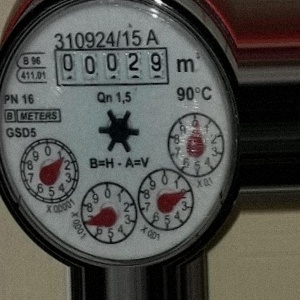 310924/15 A
B 96
411.01
00029 m
PN 16
Qn 1,5
90°C
B METERS
GSD5
B=H - A=V
X 0,1
X 0,01
X 0,001
X 0,0001